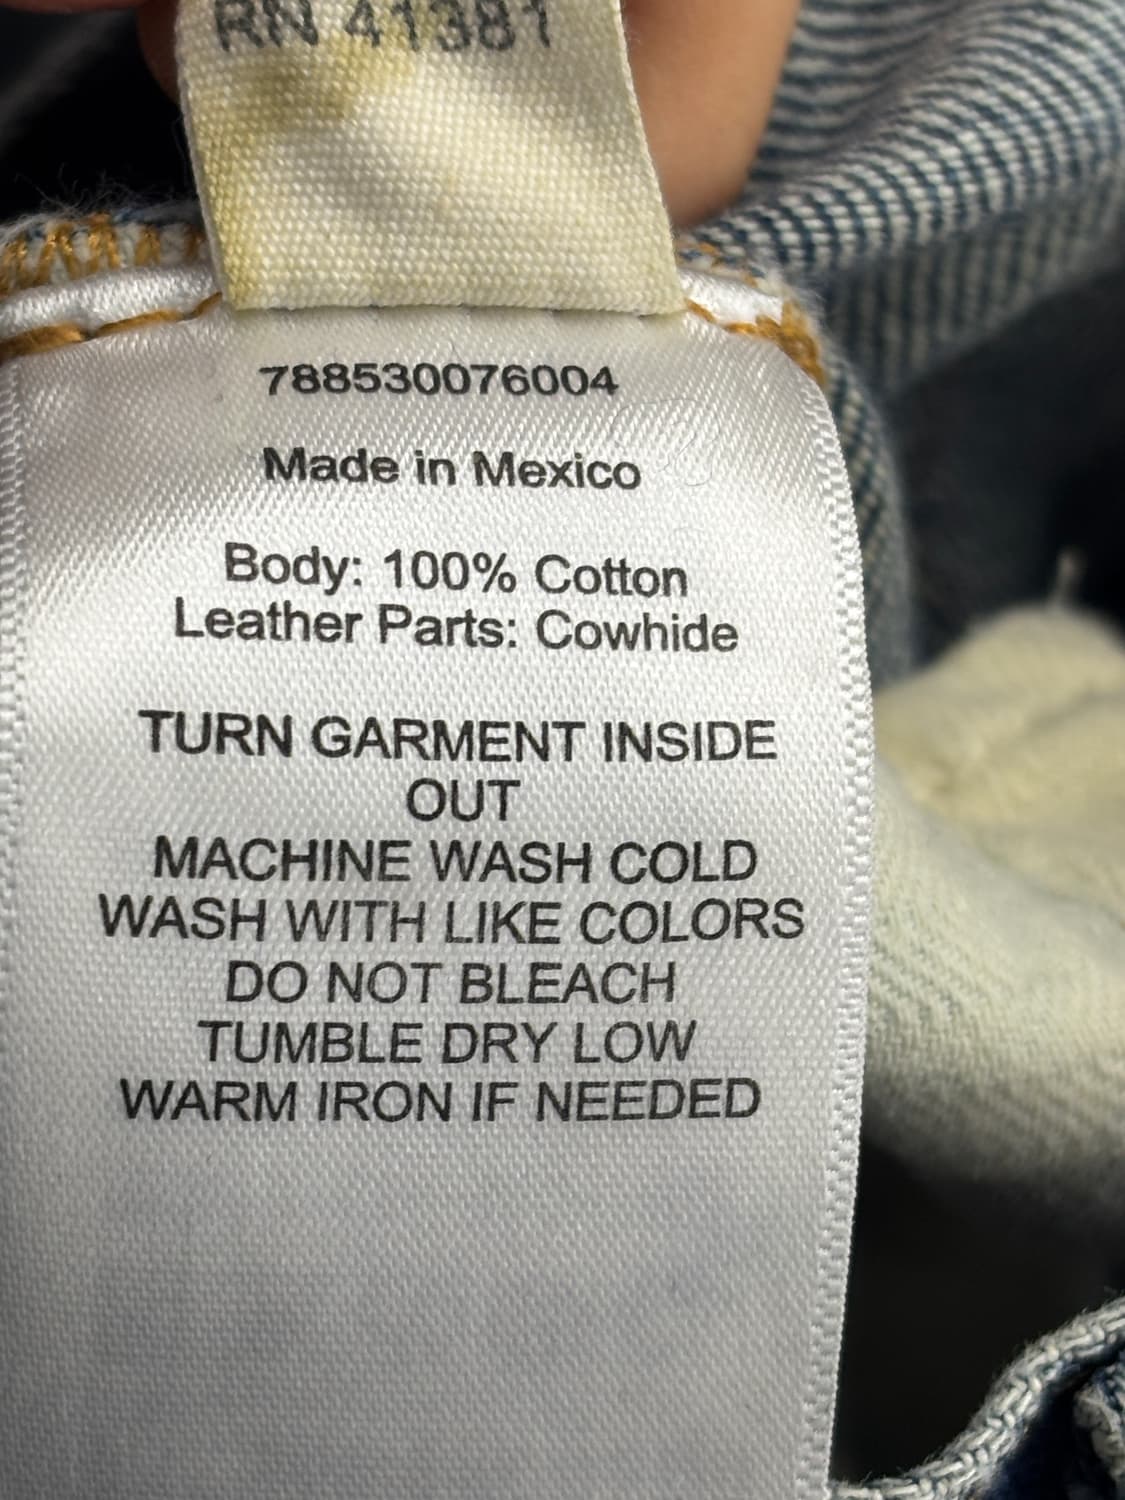 RN 41381
788530076004
Made in Mexico
Body: 100% Cotton
Leather Parts: Cowhide
TURN GARMENT INSIDE
OUT
MACHINE WASH COLD
WASH WITH LIKE COLORS
DO NOT BLEACH
TUMBLE DRY LOW
WARM IRON IF NEEDED